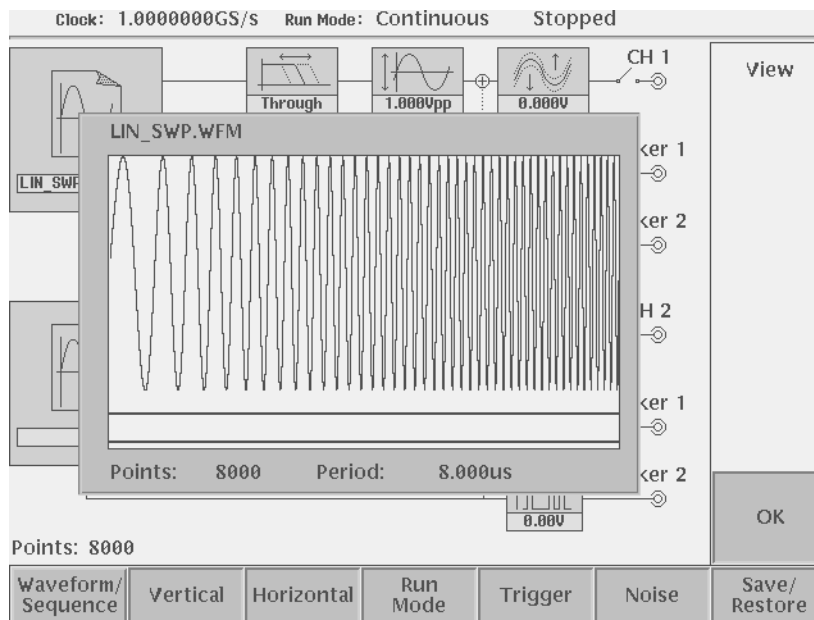 Clock: 1.0000000GS/s Run Mode: Continuous Stopped
CH 1
View
Through
1.000Vpp
0.000V
LIN_SWP.WFM
ker 1
LIN_SWP
ker 2
H 2
ker 1
Points: 8000 Period: 8.000us
ker 2
0.00V
OK
Points: 8000
Waveform/
Sequence
Vertical
Horizontal
Run
Mode
Trigger
Noise
Save/
Restore